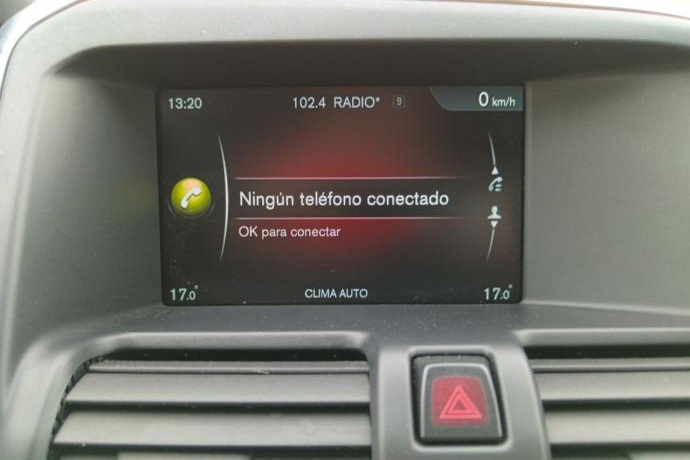 13:20 102.4 RADIO* 9 0 km/h
Ningún teléfono conectado
OK para conectar
17.0° CLIMA AUTO 17.0°